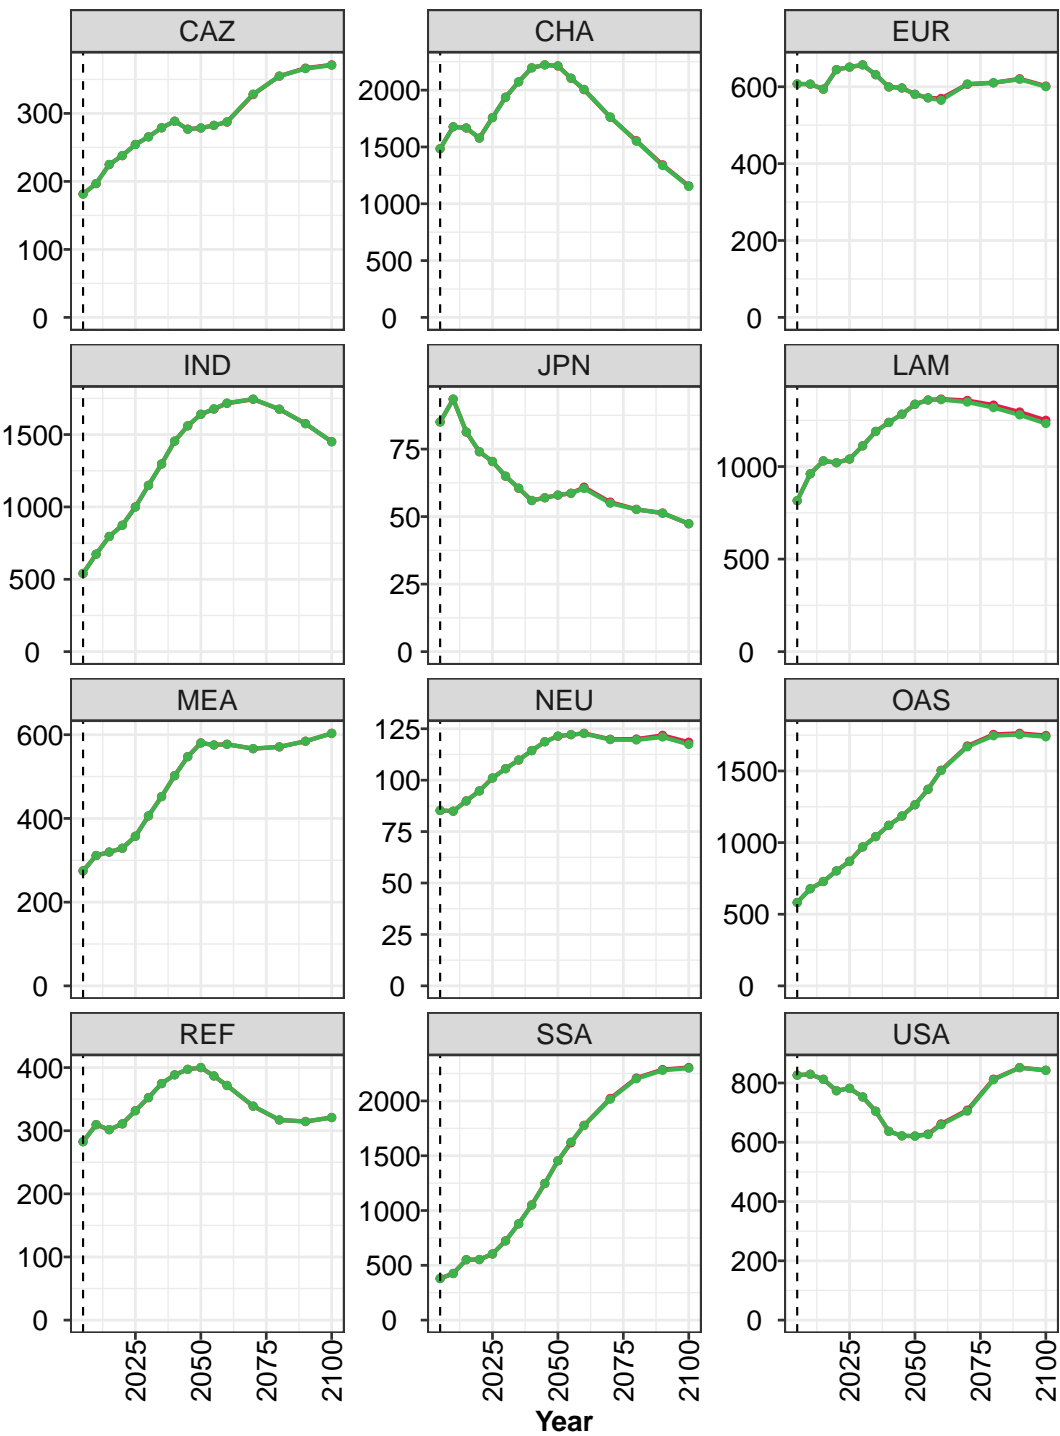 CAZ CHA EUR
300 2000 600
200 1500 400
100 1000 200
0 500 0
0
IND JPN LAM
1500 75 1000
1000 50 500
500 25 0
0 0
MEA NEU OAS
600 125 1500
400 100 1000
200 75 500
0 50 0
25
0
REF SSA USA
400 2000 800
300 1500 600
200 1000 400
100 500 200
0 0 0
2025 2050 2075 2100 2025 2050 2075 2100 2025 2050 2075 2100
Year